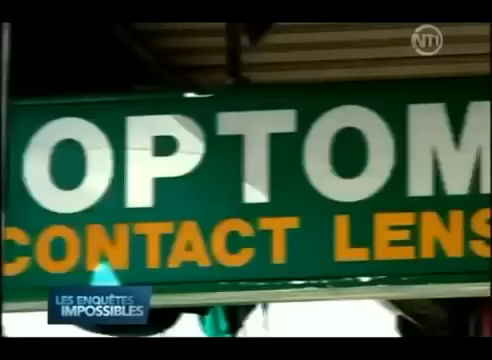 NT1
OPTOM
CONTACT LENS
LES ENQUÊTES
IMPOSSIBLES